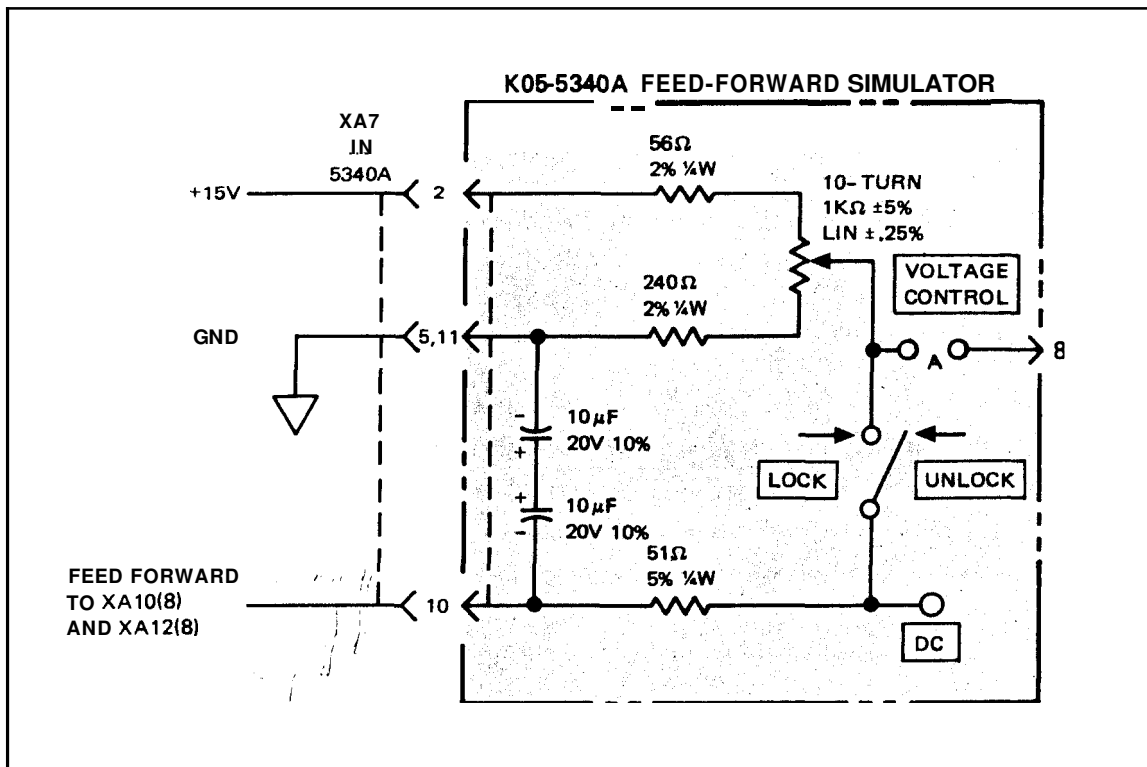 K05-5340A FEED-FORWARD SIMULATOR
XA7
IN
5340A
+15V
2
56Ω
2% ¼W
10-TURN
1KΩ ±5%
LIN ±.25%
VOLTAGE
CONTROL
240Ω
2% ¼W
GND
5,11
A
8
-
10µF
20V 10%
+
LOCK
UNLOCK
+
10µF
20V 10%
-
51Ω
5% ¼W
FEED FORWARD
TO XA10(8)
AND XA12(8)
10
DC